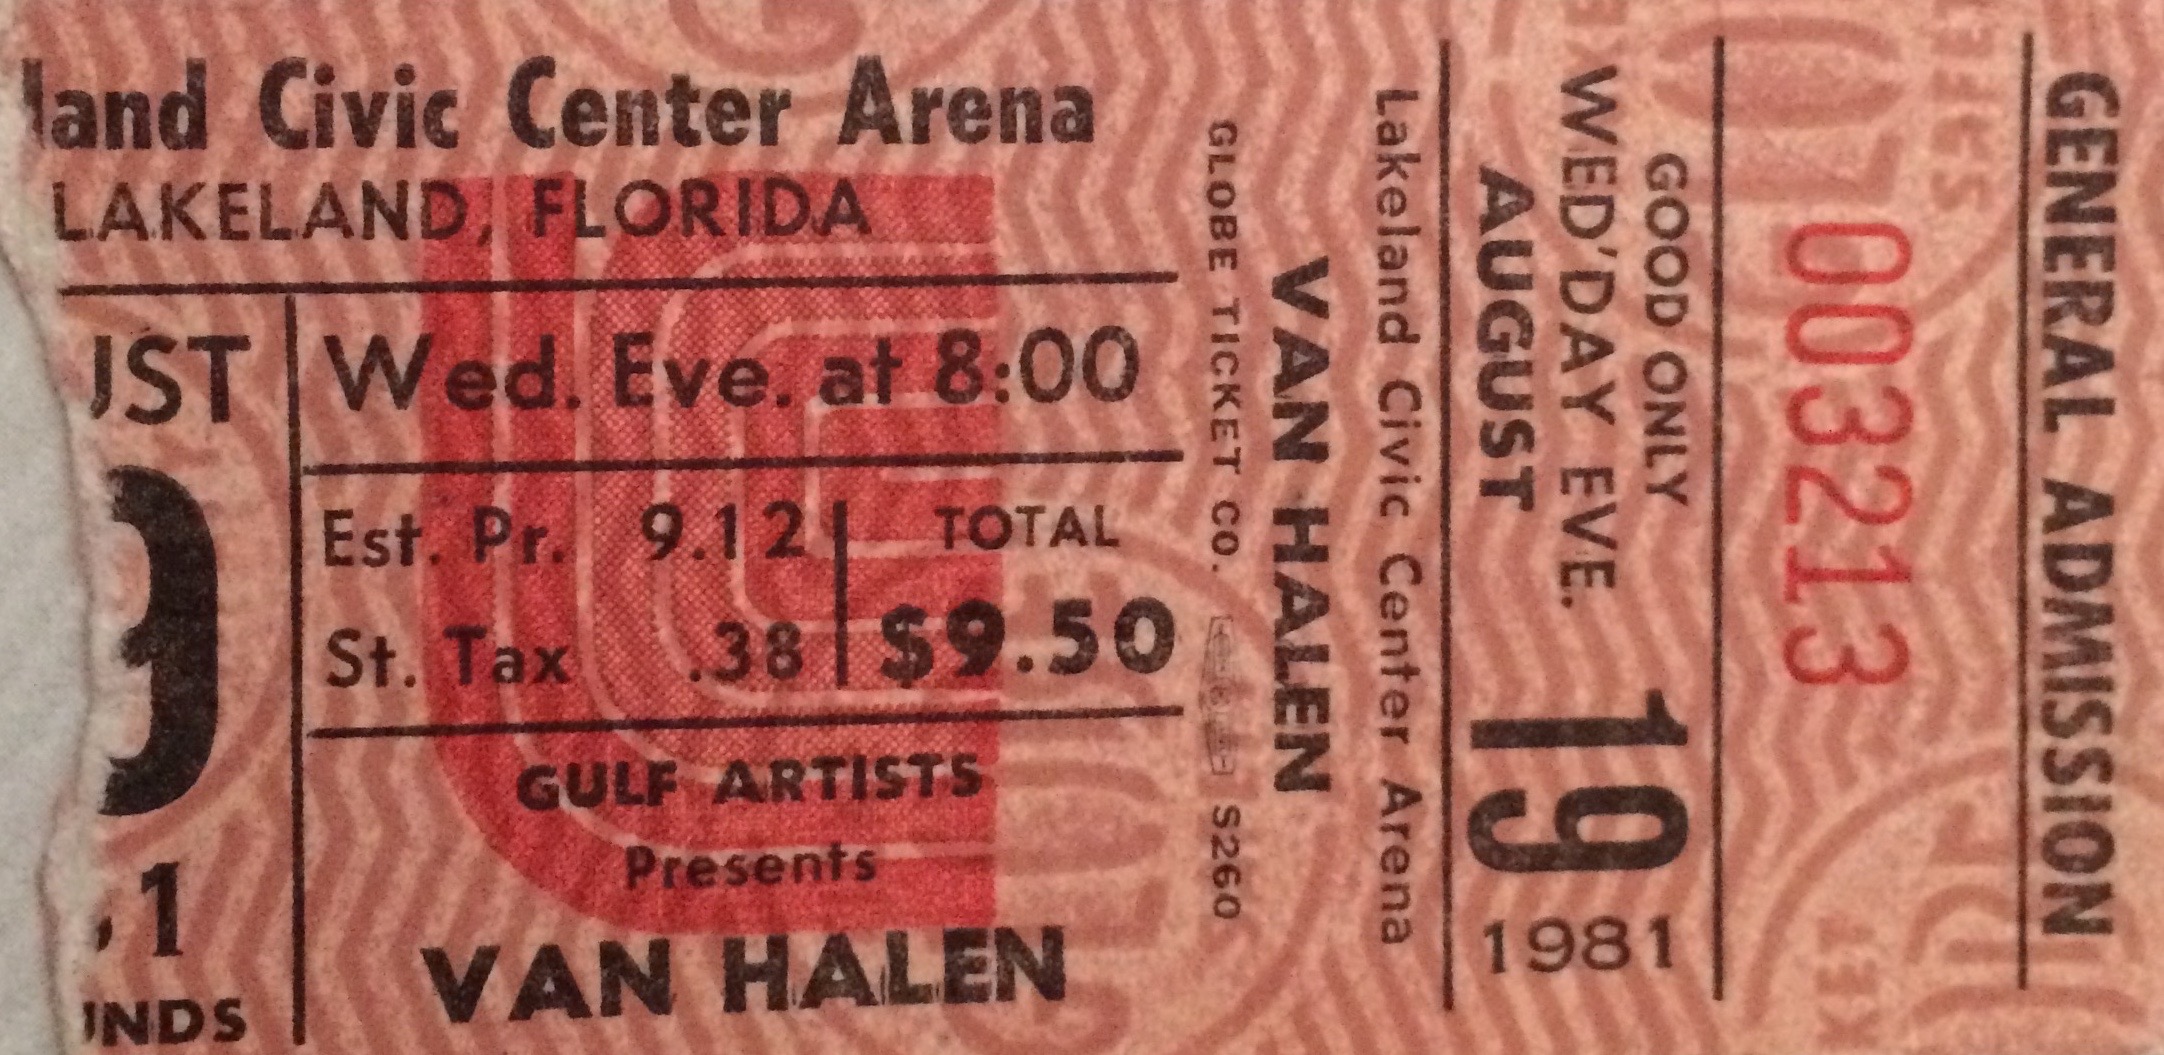 land Civic Center Arena
LAKELAND, FLORIDA
UST
9
1
UNDS
Wed. Eve. at 8:00
Est. Pr. 9.12
St. Tax .38
TOTAL
$9.50
GULF ARTISTS
Presents
VAN HALEN
GLOBE TICKET CO. S260
VAN HALEN
Lakeland Civic Center Arena
GOOD ONLY
WED'DAY EVE.
AUGUST
19
1981
003213
GENERAL ADMISSION